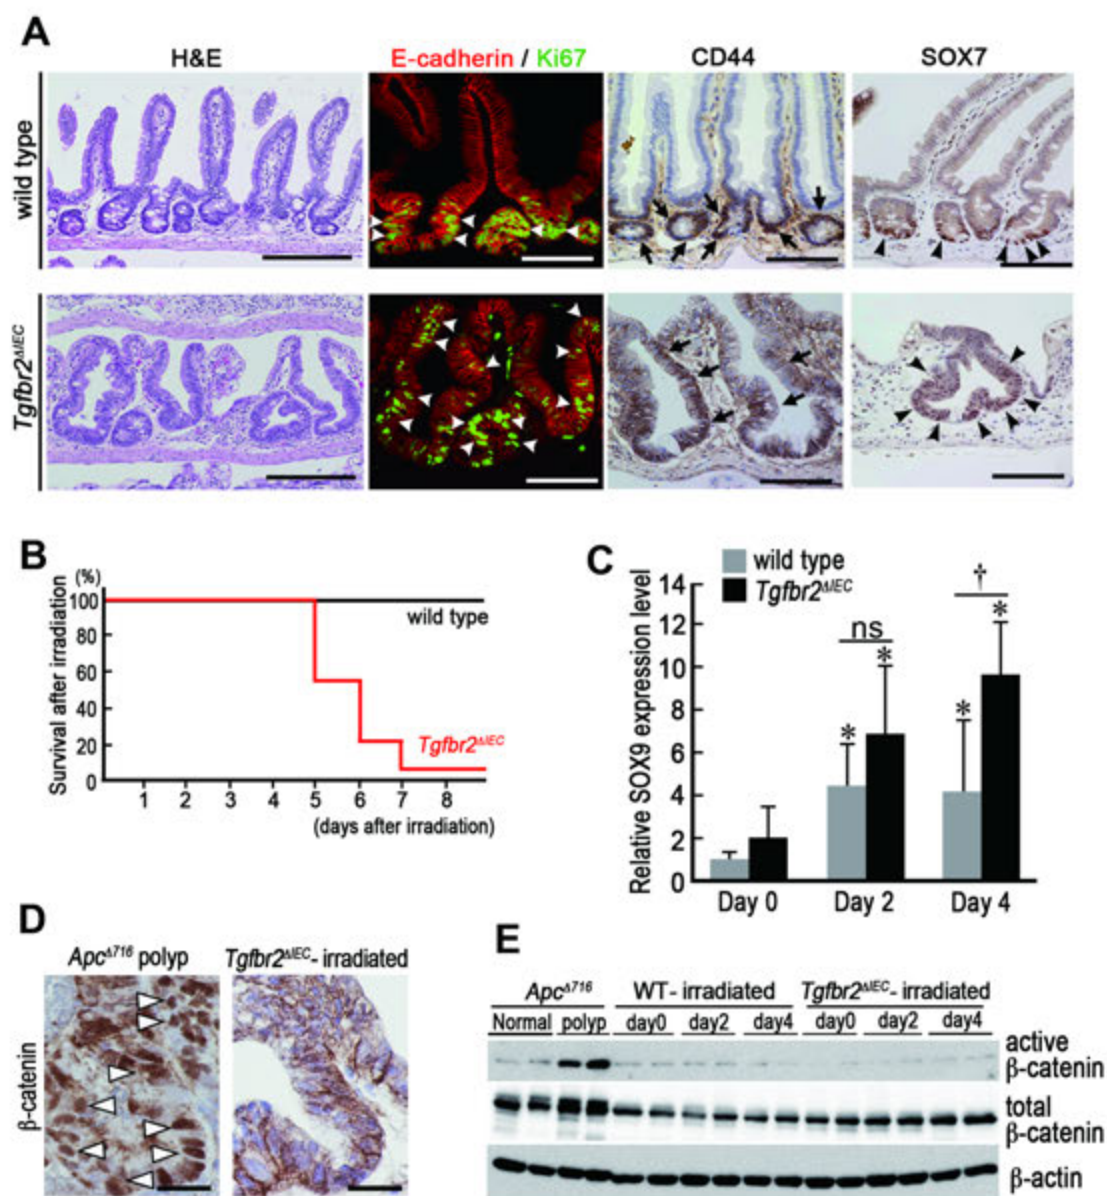 A
H&E
E-cadherin / Ki67
CD44
SOX7
wild type
Tgfbr2ΔIEC
B
(%)
Survival after irradiation
100
80
60
40
20
0
wild type
Tgfbr2ΔIEC
1 2 3 4 5 6 7 8
(days after irradiation)
C
wild type
Tgfbr2ΔIEC
Relative SOX9 expression level
14
12
10
8
6
4
2
0
ns
†
* * * *
Day 0 Day 2 Day 4
D
ApcΔ716 polyp
Tgfbr2ΔIEC- irradiated
β-catenin
E
ApcΔ716 WT- irradiated Tgfbr2ΔIEC- irradiated
Normal polyp day0 day2 day4 day0 day2 day4
active
β-catenin
total
β-catenin
β-actin